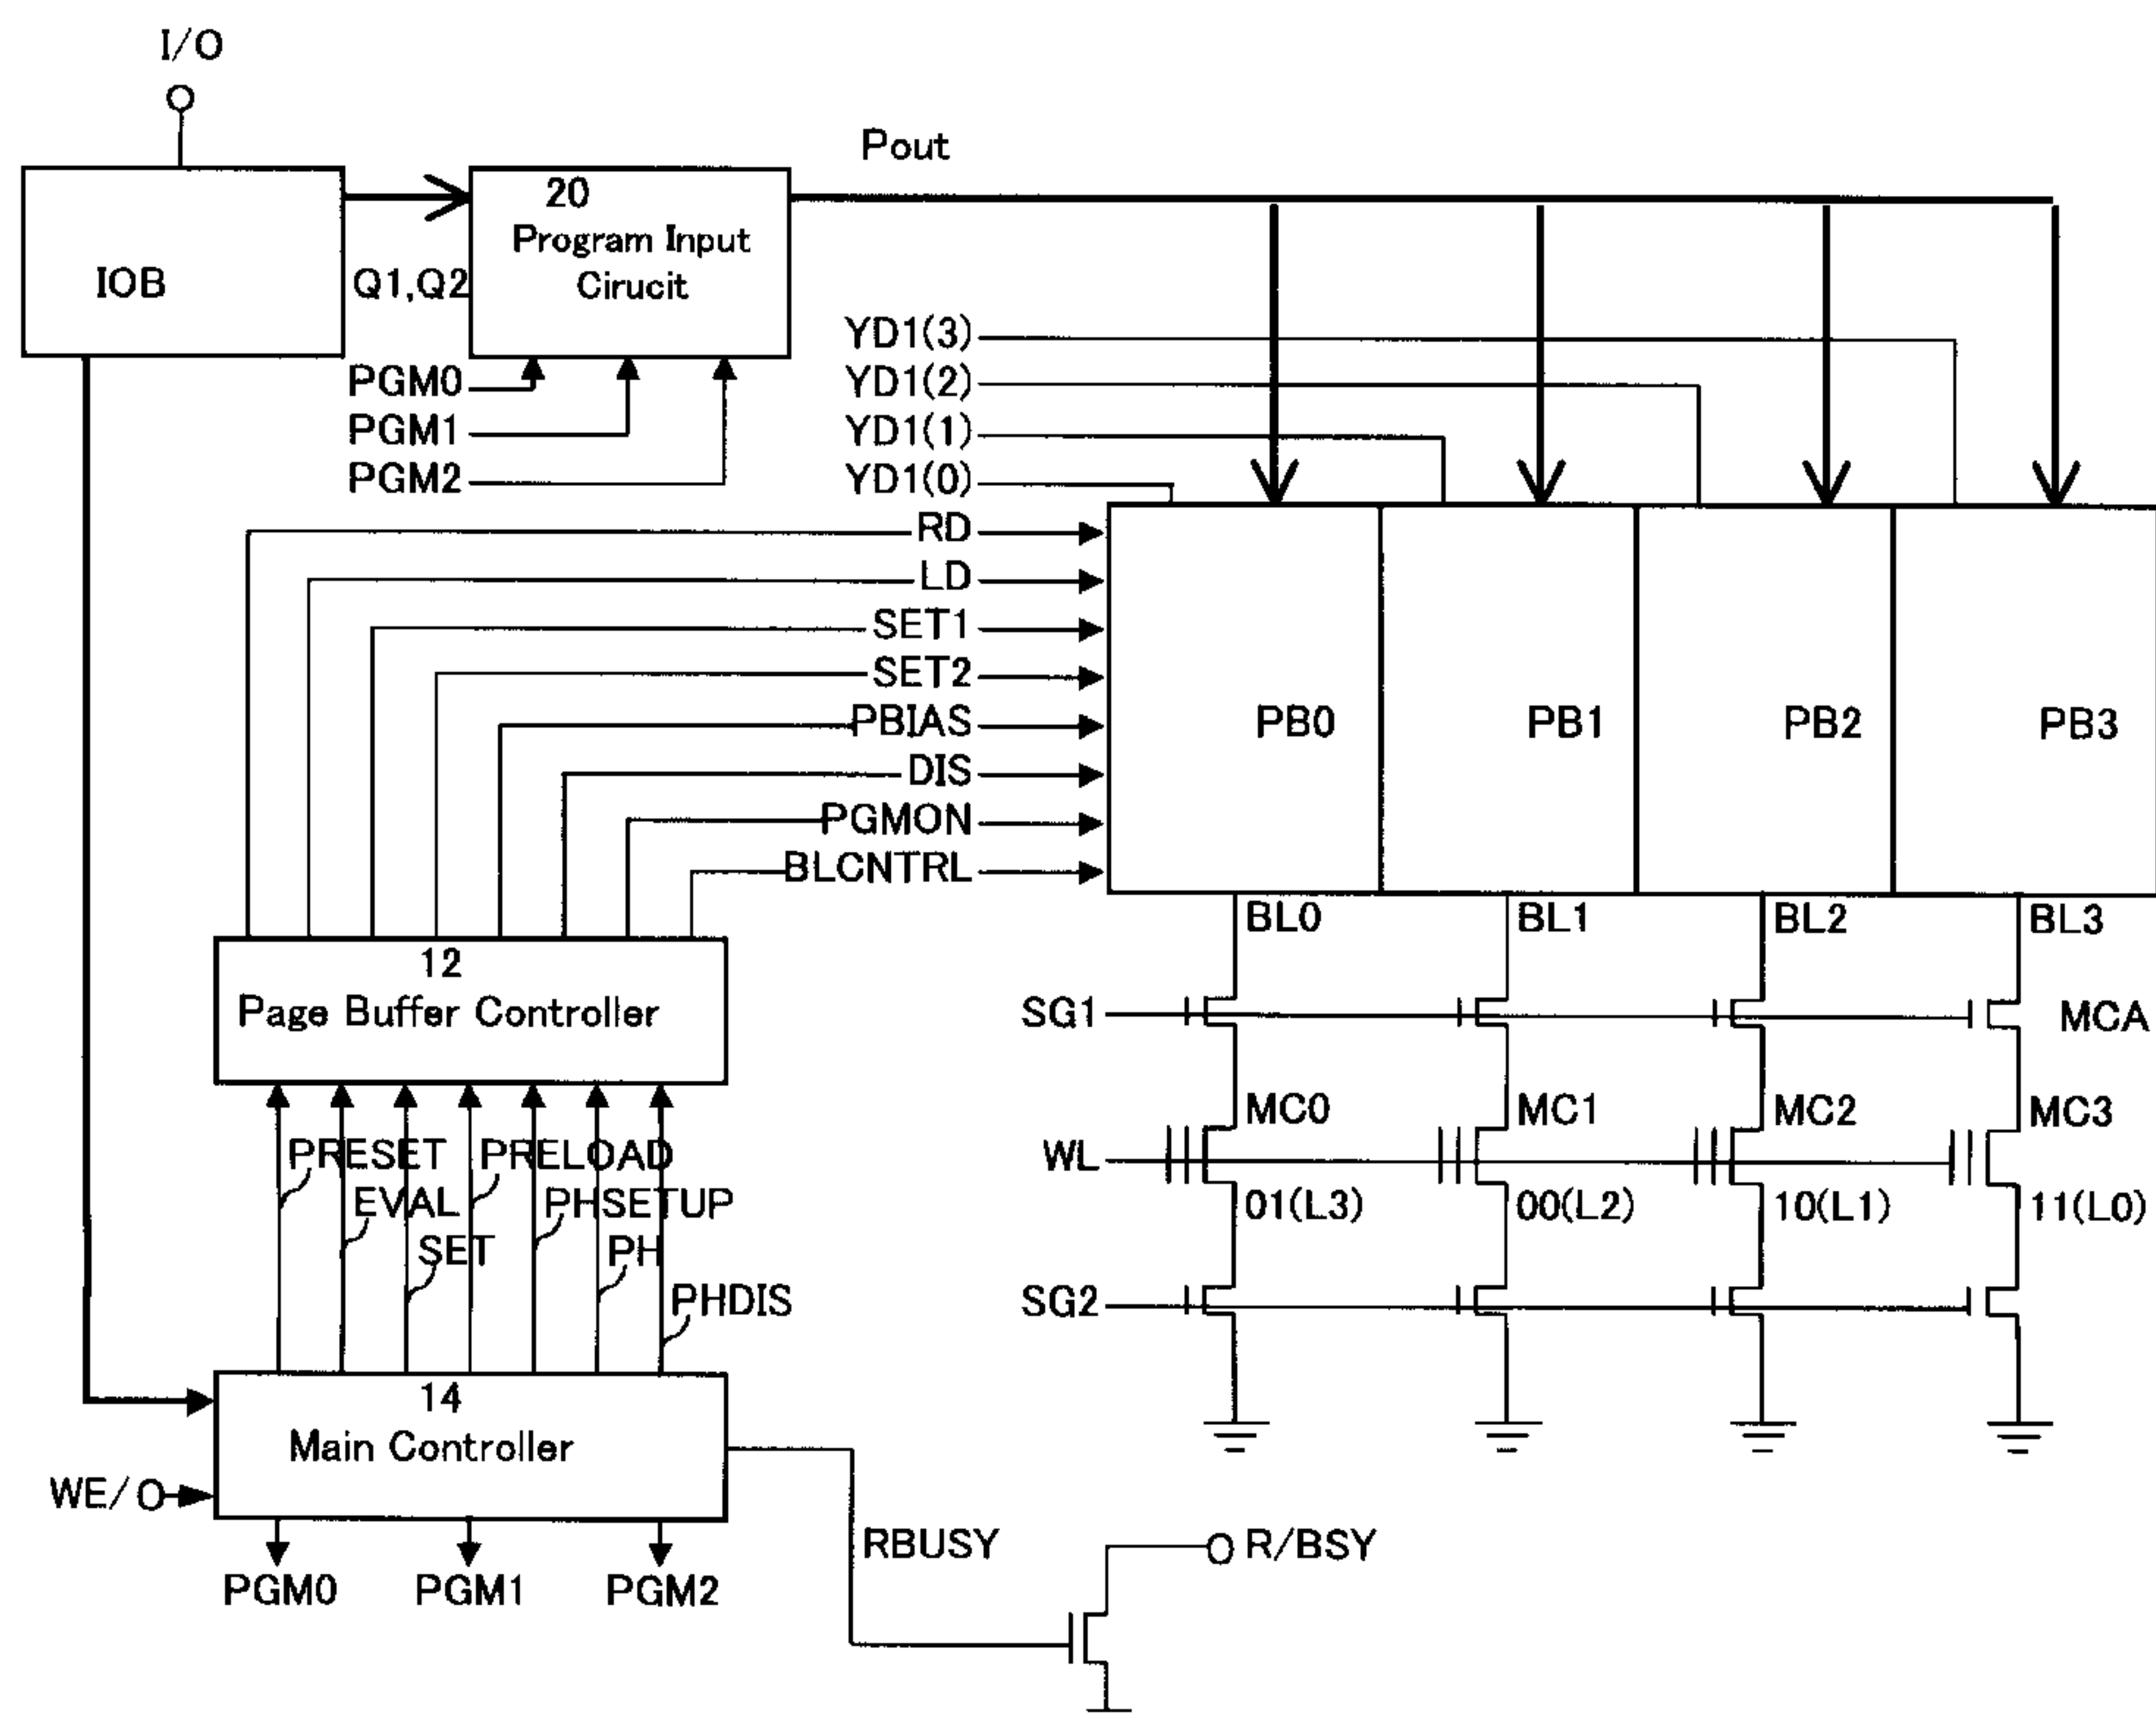 I/O
Pout
IOB
Q1,Q2
20
Program Input
Cirucit
PGM0
PGM1
PGM2
YD1(3)
YD1(2)
YD1(1)
YD1(0)
RD
LD
SET1
SET2
PBIAS
DIS
PGMON
BLCNTRL
PB0
PB1
PB2
PB3
BL0
BL1
BL2
BL3
12
Page Buffer Controller
SG1
MCA
MC0
MC1
MC2
MC3
WL
01(L3)
00(L2)
10(L1)
11(L0)
SG2
PRESET
PRELOAD
EVAL
PHSETUP
SET
PH
PHDIS
14
Main Controller
WE/
PGM0
PGM1
PGM2
RBUSY
R/BSY